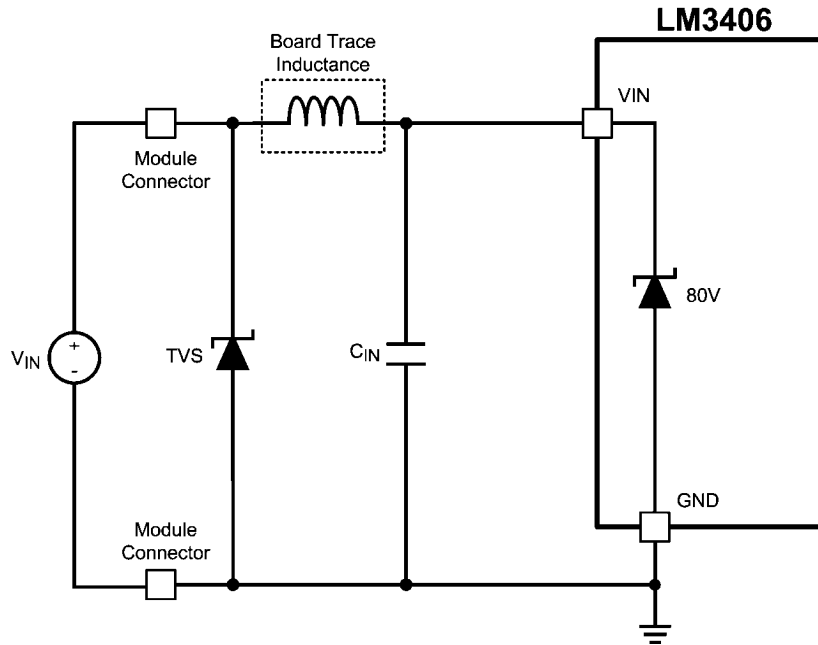 LM3406
Board Trace
Inductance
VIN
Module
Connector
80V
VIN
+
-
TVS
CIN
GND
Module
Connector